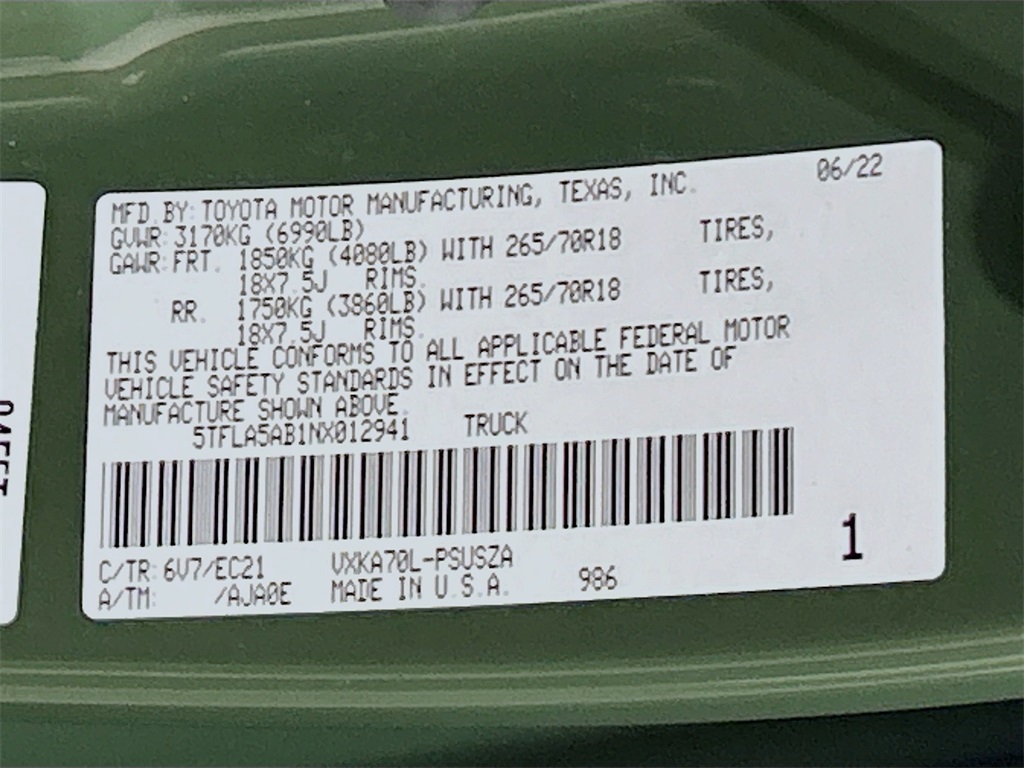 MFD. BY: TOYOTA MOTOR MANUFACTURING, TEXAS, INC. 06/22
GVWR: 3170KG (6990LB)
GAWR: FRT. 1850KG (4080LB) WITH 265/70R18 TIRES,
18X7.5J RIMS.
RR. 1750KG (3860LB) WITH 265/70R18 TIRES,
18X7.5J RIMS.
THIS VEHICLE CONFORMS TO ALL APPLICABLE FEDERAL MOTOR
VEHICLE SAFETY STANDARDS IN EFFECT ON THE DATE OF
MANUFACTURE SHOWN ABOVE.
5TFLA5AB1NX012941 TRUCK
C/TR: 6V7/EC21 VXKA70L-PSUSZA 1
A/TM: /AJA0E MADE IN U.S.A. 986